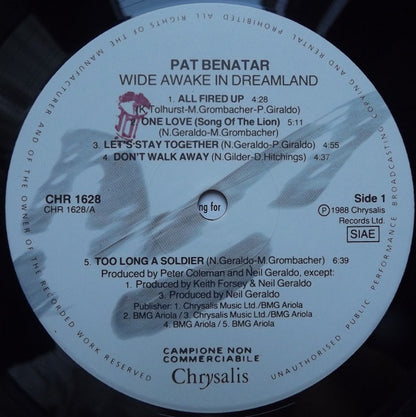 ALL RIGHTS OF THE MANUFACTURER AND OF THE OWNER OF THE RECORDED WORK RESERVED
UNAUTHORISED PUBLIC PERFORMANCE BROADCASTING COPYING AND RENTAL PROHIBITED
PAT BENATAR
WIDE AWAKE IN DREAMLAND
1. ALL FIRED UP 4:28
(K.Tolhurst-M.Grombacher-P.Giraldo)
2. ONE LOVE (Song Of The Lion) 5:11
(N.Geraldo-M.Grombacher)
3. LET'S STAY TOGETHER (N.Geraldo-P.Giraldo) 4:55
4. DON'T WALK AWAY (N.Gilder-D.Hitchings) 4:37
CHR 1628
CHR 1628/A
ng for
Side 1
Ⓟ1988 Chrysalis
Records Ltd.
SIAE
5. TOO LONG A SOLDIER (N.Geraldo-M.Grombacher) 6:39
Produced by Peter Coleman and Neil Geraldo, except:
1. Produced by Keith Forsey & Neil Geraldo
3. Produced by Neil Geraldo
Publisher: 1. Chrysalis Music Ltd./BMG Ariola
2. BMG Ariola / 3. Chrysalis Music Ltd./BMG Ariola
4. BMG Ariola / 5. BMG Ariola
CAMPIONE NON
COMMERCIABILE
Chrysalis